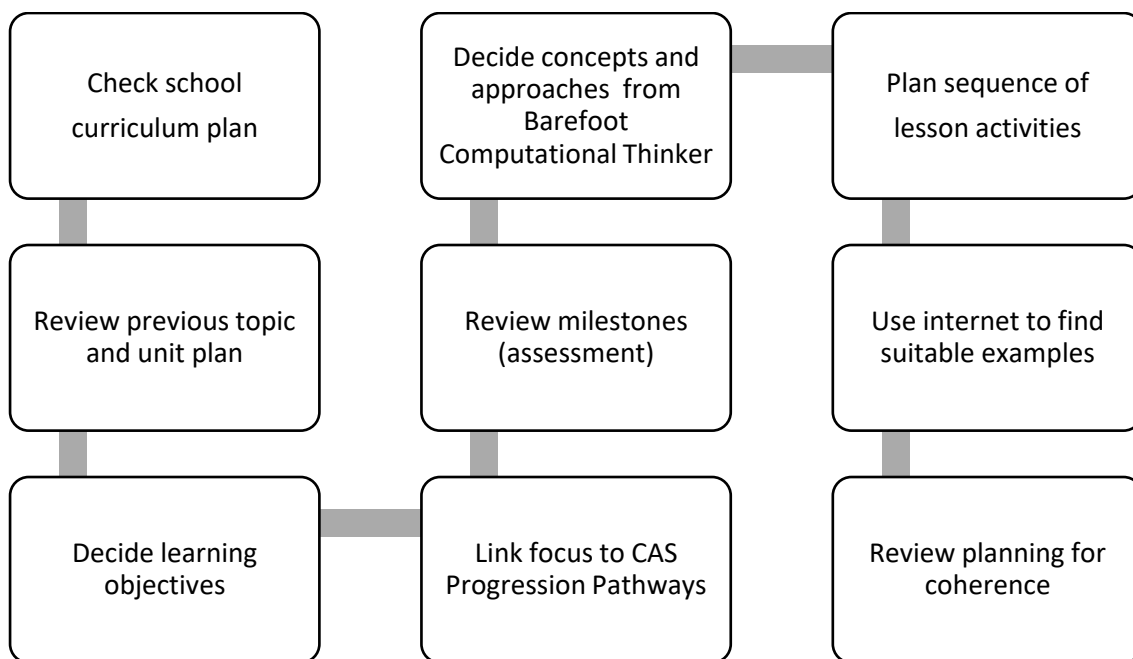 Check school
curriculum plan
Review previous topic
and unit plan
Decide learning
objectives
Link focus to CAS
Progression Pathways
Review milestones
(assessment)
Decide concepts and
approaches from
Barefoot
Computational Thinker
Plan sequence of
lesson activities
Use internet to find
suitable examples
Review planning for
coherence